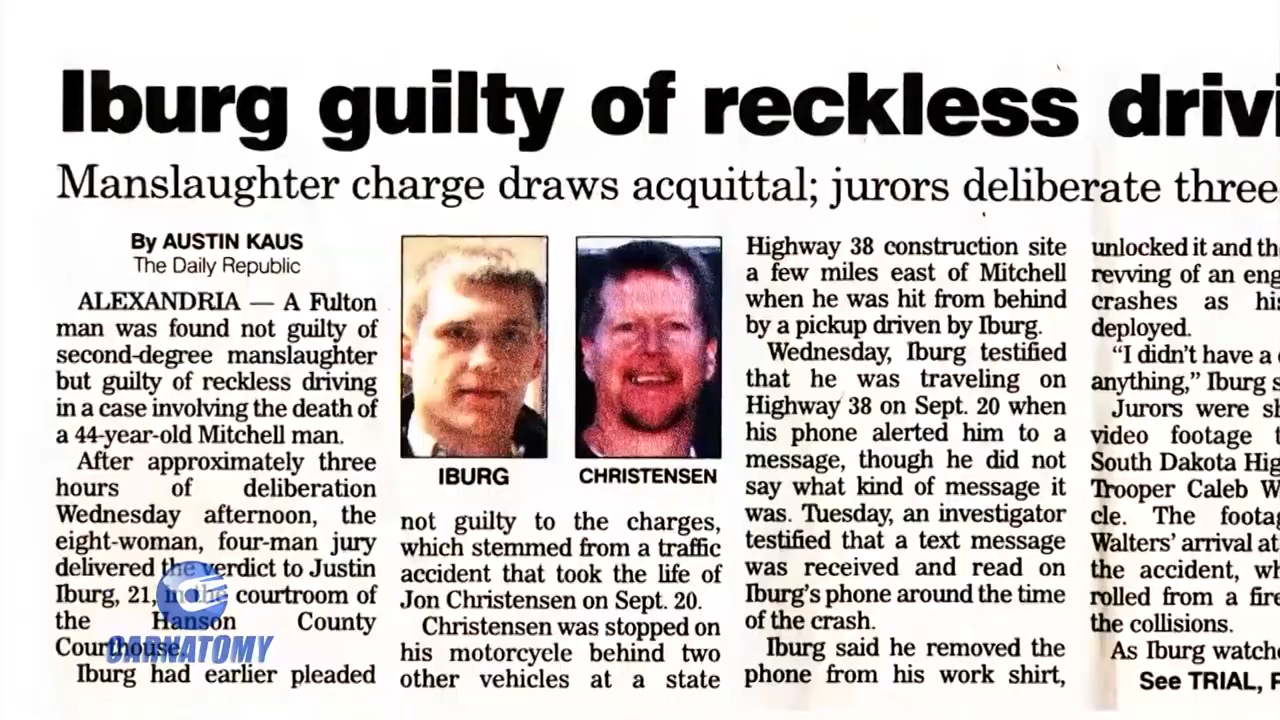 Iburg guilty of reckless drivi
Manslaughter charge draws acquittal; jurors deliberate three
By AUSTIN KAUS
The Daily Republic
ALEXANDRIA — A Fulton
man was found not guilty of
second-degree manslaughter
but guilty of reckless driving
in a case involving the death of
a 44-year-old Mitchell man.
After approximately three
hours of deliberation
Wednesday afternoon, the
eight-woman, four-man jury
delivered the verdict to Justin
Iburg, 21, in the courtroom of
the Hanson County
Courthouse.
Iburg had earlier pleaded
IBURG
CHRISTENSEN
not guilty to the charges,
which stemmed from a traffic
accident that took the life of
Jon Christensen on Sept. 20.
Christensen was stopped on
his motorcycle behind two
other vehicles at a state
Highway 38 construction site
a few miles east of Mitchell
when he was hit from behind
by a pickup driven by Iburg.
Wednesday, Iburg testified
that he was traveling on
Highway 38 on Sept. 20 when
his phone alerted him to a
message, though he did not
say what kind of message it
was. Tuesday, an investigator
testified that a text message
was received and read on
Iburg's phone around the time
of the crash.
Iburg said he removed the
phone from his work shirt,
unlocked it and th
revving of an eng
crashes as hi
deployed.
"I didn't have a
anything," Iburg s
Jurors were s
video footage
South Dakota Hig
Trooper Caleb W
cle. The foota
Walters' arrival at
the accident, wh
rolled from a fire
the collisions.
As Iburg watche
See TRIAL, P
CARNATOMY